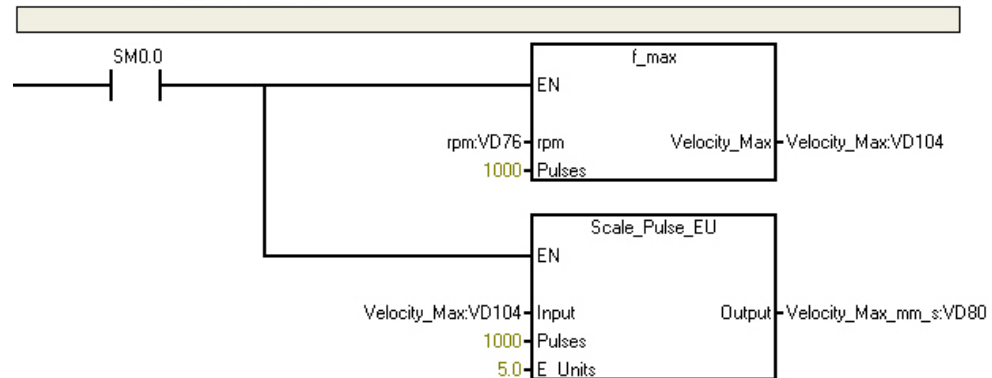 SM0.0
f_max
EN
rpm:VD76 rpm Velocity_Max Velocity_Max:VD104
1000 Pulses
Scale_Pulse_EU
EN
Velocity_Max:VD104 Input Output Velocity_Max_mm_s:VD80
1000 Pulses
5.0 E_Units